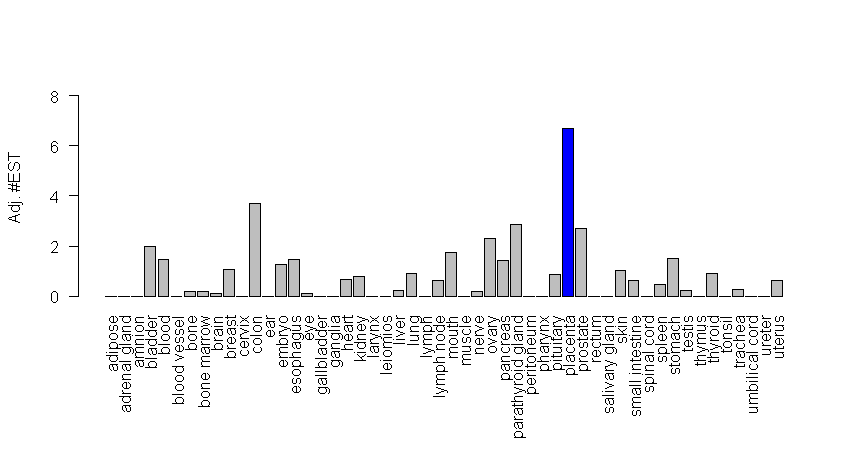 Adj. #EST
8
6
4
2
0
adipose
adrenal gland
amnion
bladder
blood
blood vessel
bone
bone marrow
brain
breast
cervix
colon
ear
embryo
esophagus
eye
gallbladder
ganglia
heart
kidney
larynx
leiomios
liver
lung
lymph
lymph node
mouth
muscle
nerve
ovary
pancreas
parathyroid gland
peritoneum
pharynx
pituitary
placenta
prostate
rectum
salivary gland
skin
small intestine
spinal cord
spleen
stomach
testis
thymus
thyroid
tonsil
trachea
umbilical cord
ureter
uterus